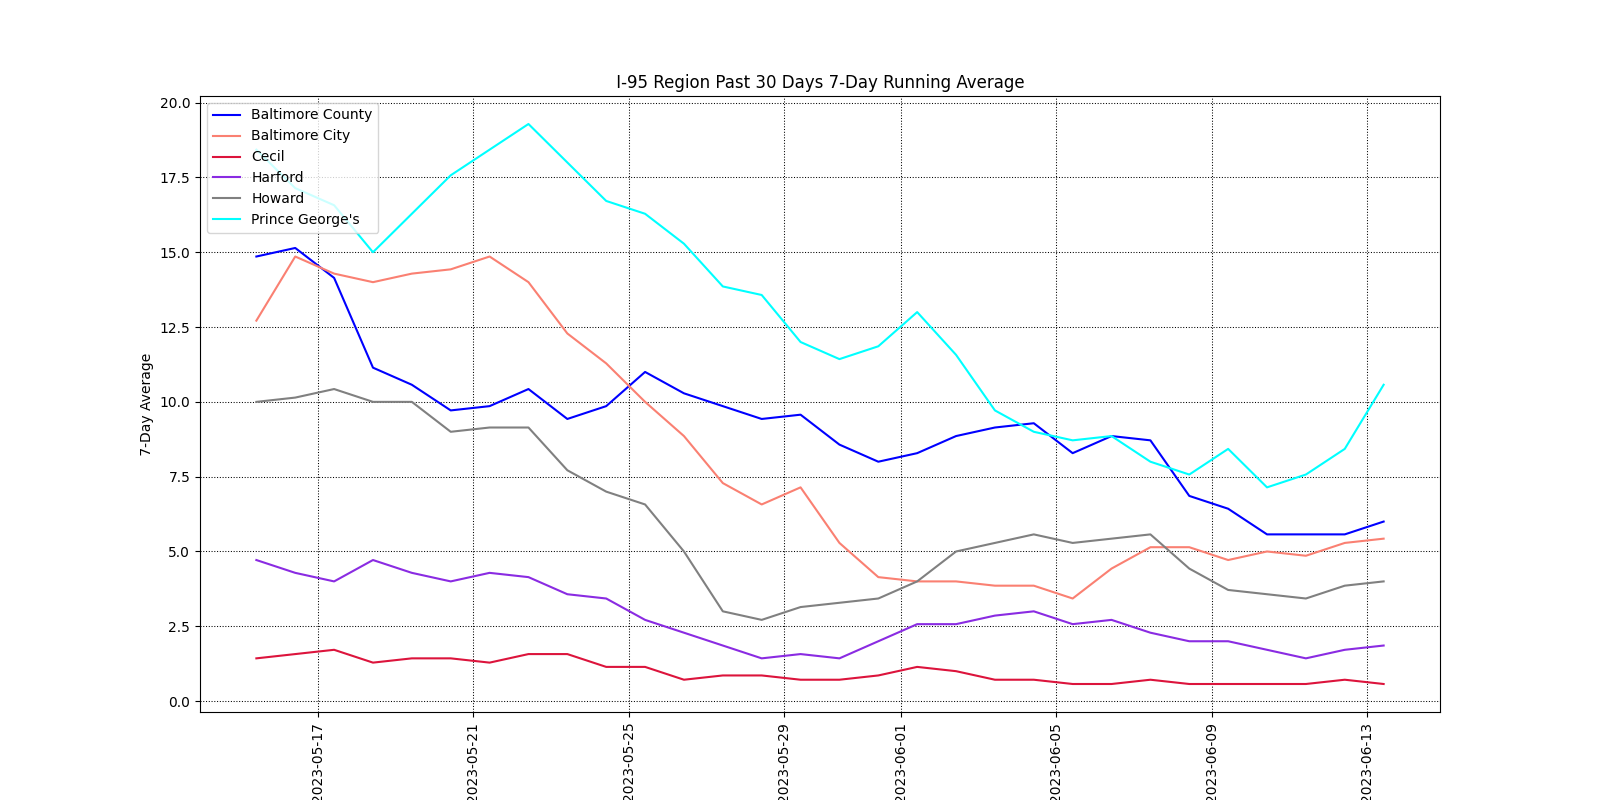 I-95 Region Past 30 Days 7-Day Running Average
20.0
17.5
15.0
12.5
10.0
7.5
5.0
2.5
0.0
7-Day Average
Baltimore County
Baltimore City
Cecil
Harford
Howard
Prince George's
2023-05-17
2023-05-21
2023-05-25
2023-05-29
2023-06-01
2023-06-05
2023-06-09
2023-06-13